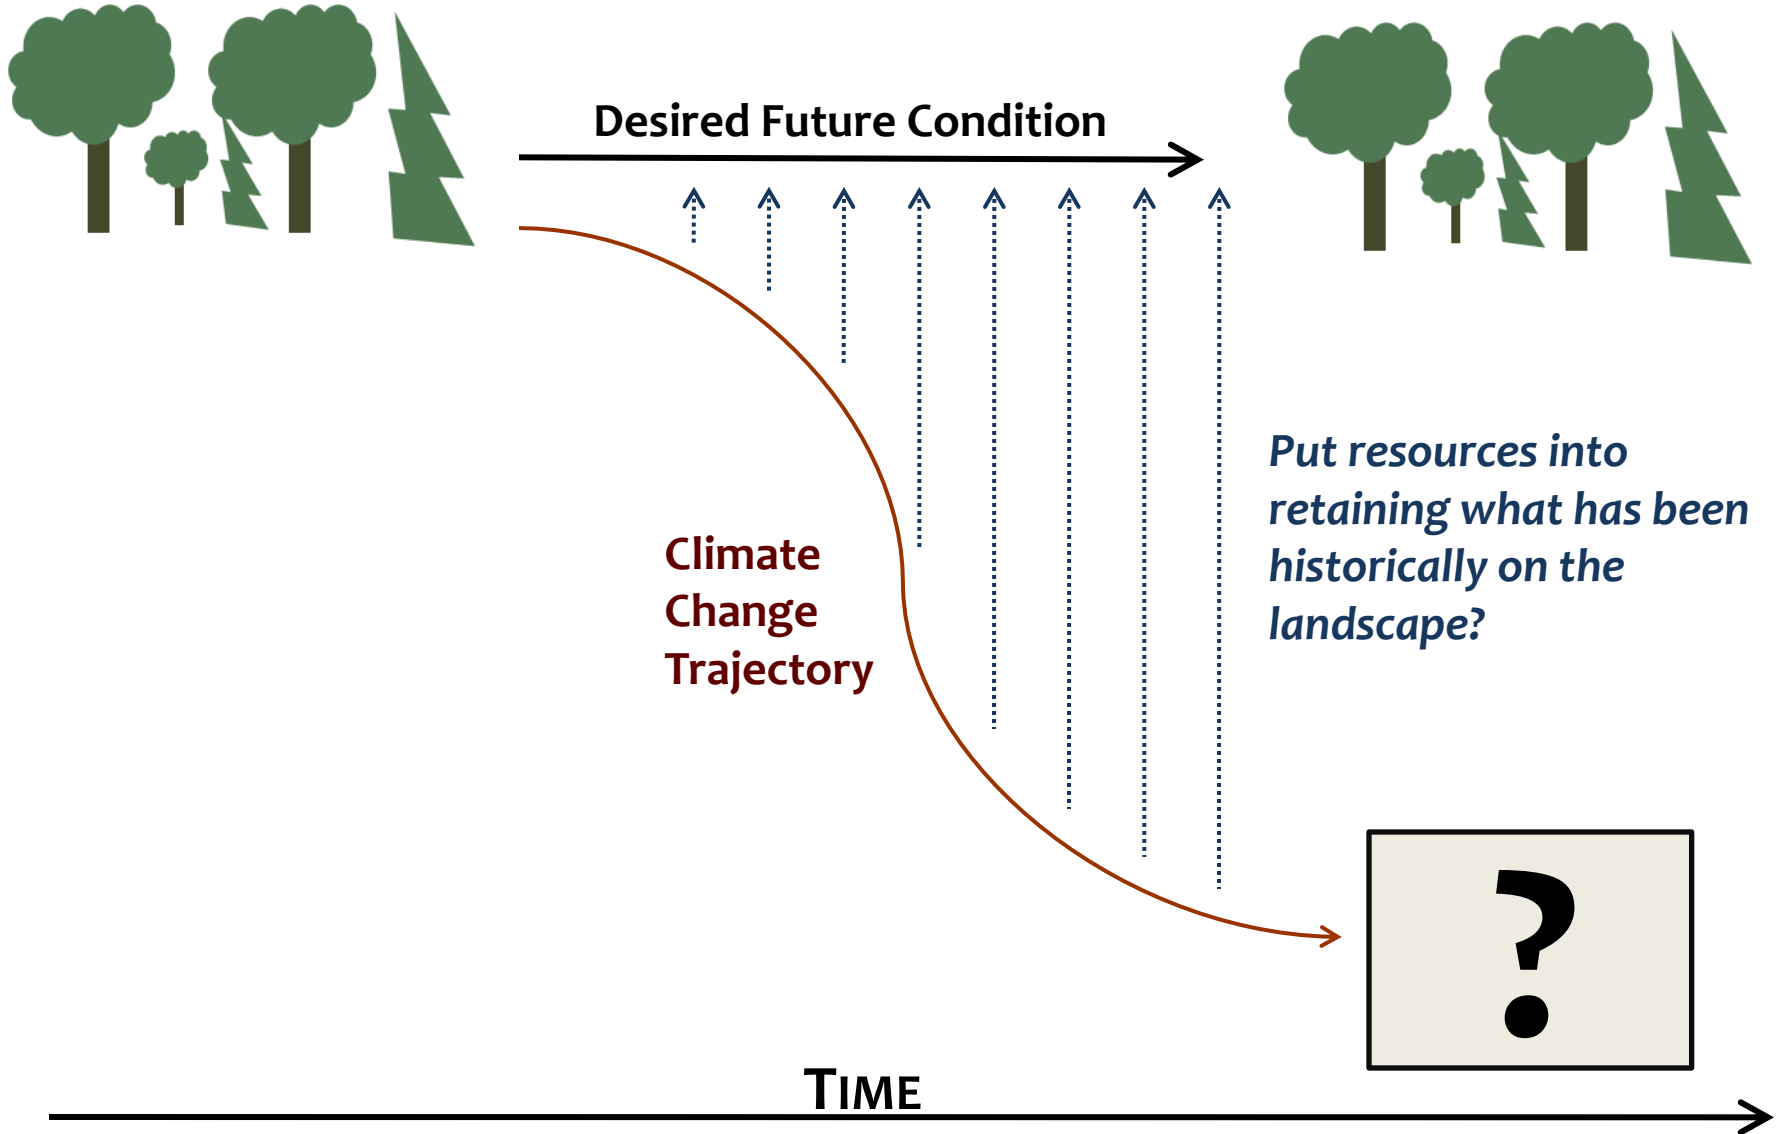 Desired Future Condition
Put resources into
retaining what has been
historically on the
landscape?
Climate
Change
Trajectory
?
TIME